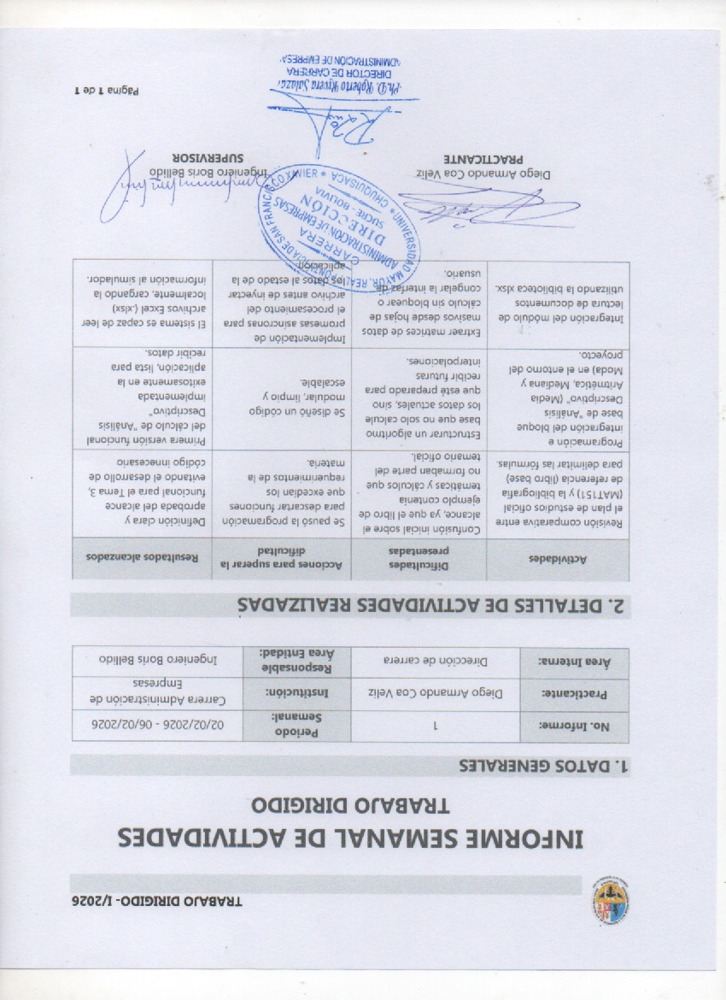 TRABAJO DIRIGIDO- I/2026
INFORME SEMANAL DE ACTIVIDADES
TRABAJO DIRIGIDO
1. DATOS GENERALES
No. Informe:
1
Periodo
Semanal:
02/02/2026 - 06/02/2026
Practicante:
Diego Armando Coa Veliz
Institución:
Carrera Administración de
Empresas
Área Interna:
Dirección de carrera
Responsable
Área Entidad:
Ingeniero Boris Bellido
2. DETALLES DE ACTIVIDADES REALIZADAS
Actividades
Dificultades
presentadas
Acciones para superar la
dificultad
Resultados alcanzados
Revisión comparativa entre
el plan de estudios oficial
(MAT151) y la bibliografía
de referencia (libro base)
para delimitar las fórmulas.
Confusión inicial sobre el
alcance, ya que el libro de
ejemplo contenía
temáticas y cálculos que
no formaban parte del
temario oficial.
Se pausó la programación
para descartar funciones
que excedían los
requerimientos de la
materia.
Definición clara y
aprobada del alcance
funcional para el Tema 3,
evitando el desarrollo de
código innecesario
Programación e
integración del bloque
base de "Análisis
Descriptivo" (Media
Aritmética, Mediana y
Moda) en el entorno del
proyecto.
Estructurar un algoritmo
base que no solo calcule
los datos actuales, sino
que esté preparado para
recibir futuras
interpolaciones.
Se diseñó un código
modular, limpio y
escalable.
Primera versión funcional
del cálculo de "Análisis
Descriptivo"
implementada
exitosamente en la
aplicación, lista para
recibir datos.
Integración del módulo de
lectura de documentos
utilizando la biblioteca xlsx.
Extraer matrices de datos
masivos desde hojas de
cálculo sin bloquear o
congelar la interfaz de
usuario.
Implementación de
promesas asíncronas para
el procesamiento del
archivo antes de inyectar
los datos al estado de la
aplicación.
El sistema es capaz de leer
archivos Excel (.xlsx)
localmente, cargando la
información al simulador.
UNIVERSIDAD MAYOR, REAL Y PONTIFICIA DE SAN FRANCISCO XAVIER * CHUQUISACA *
CARRERA
ADMINISTRACIÓN DE EMPRESAS
DIRECCIÓN
SUCRE - BOLIVIA
Diego Armando Coa Veliz
PRACTICANTE
Ingeniero Boris Bellido
SUPERVISOR
Ph.D. Roberto Rivera Salaza
DIRECTOR DE CARRERA
ADMINISTRACIÓN DE EMPRESA
Página 1 de 1